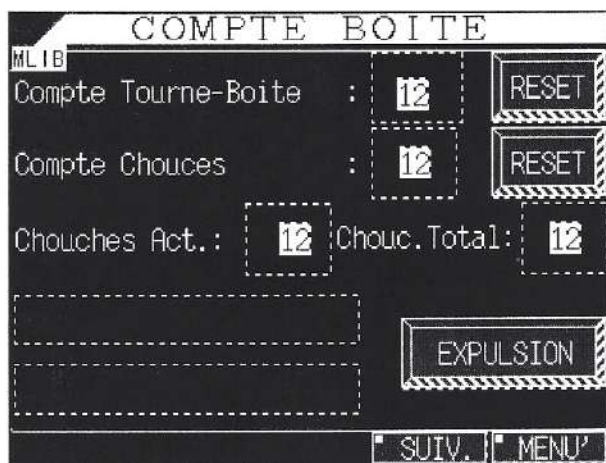 COMPTE BOITE
MLIB
Compte Tourne-Boite : 12 RESET
Compte Chouces : 12 RESET
Chouches Act.: 12 Chouc.Total: 12
EXPULSION
SUIV. MENU'